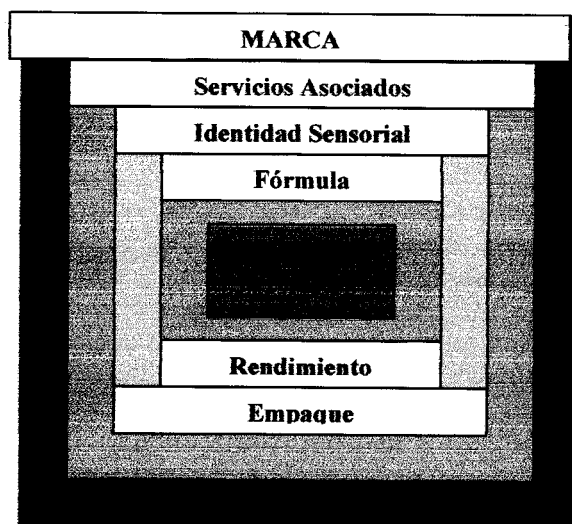 MARCA
Servicios Asociados
Identidad Sensorial
Fórmula
Rendimiento
Empaque